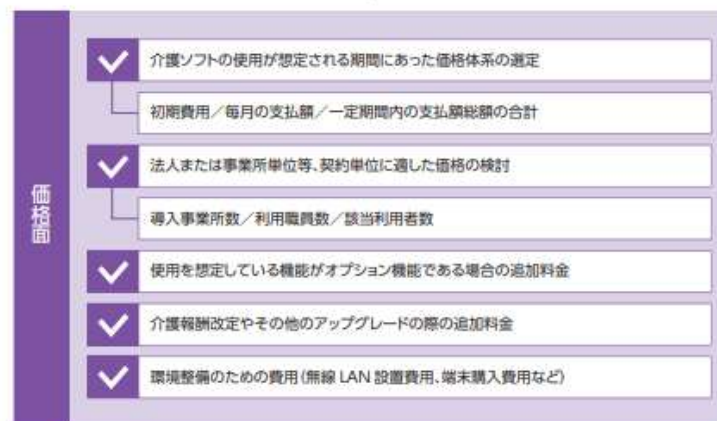 価格面
介護ソフトの使用が想定される期間にあった価格体系の選定
初期費用／毎月の支払額／一定期間内の支払額総額の合計
法人または事業所単位等、契約単位に適した価格の検討
導入事業所数／利用職員数／該当利用者数
使用を想定している機能がオプション機能である場合の追加料金
介護報酬改定やその他のアップグレードの際の追加料金
環境整備のための費用（無線 LAN 設置費用、端末購入費用など）